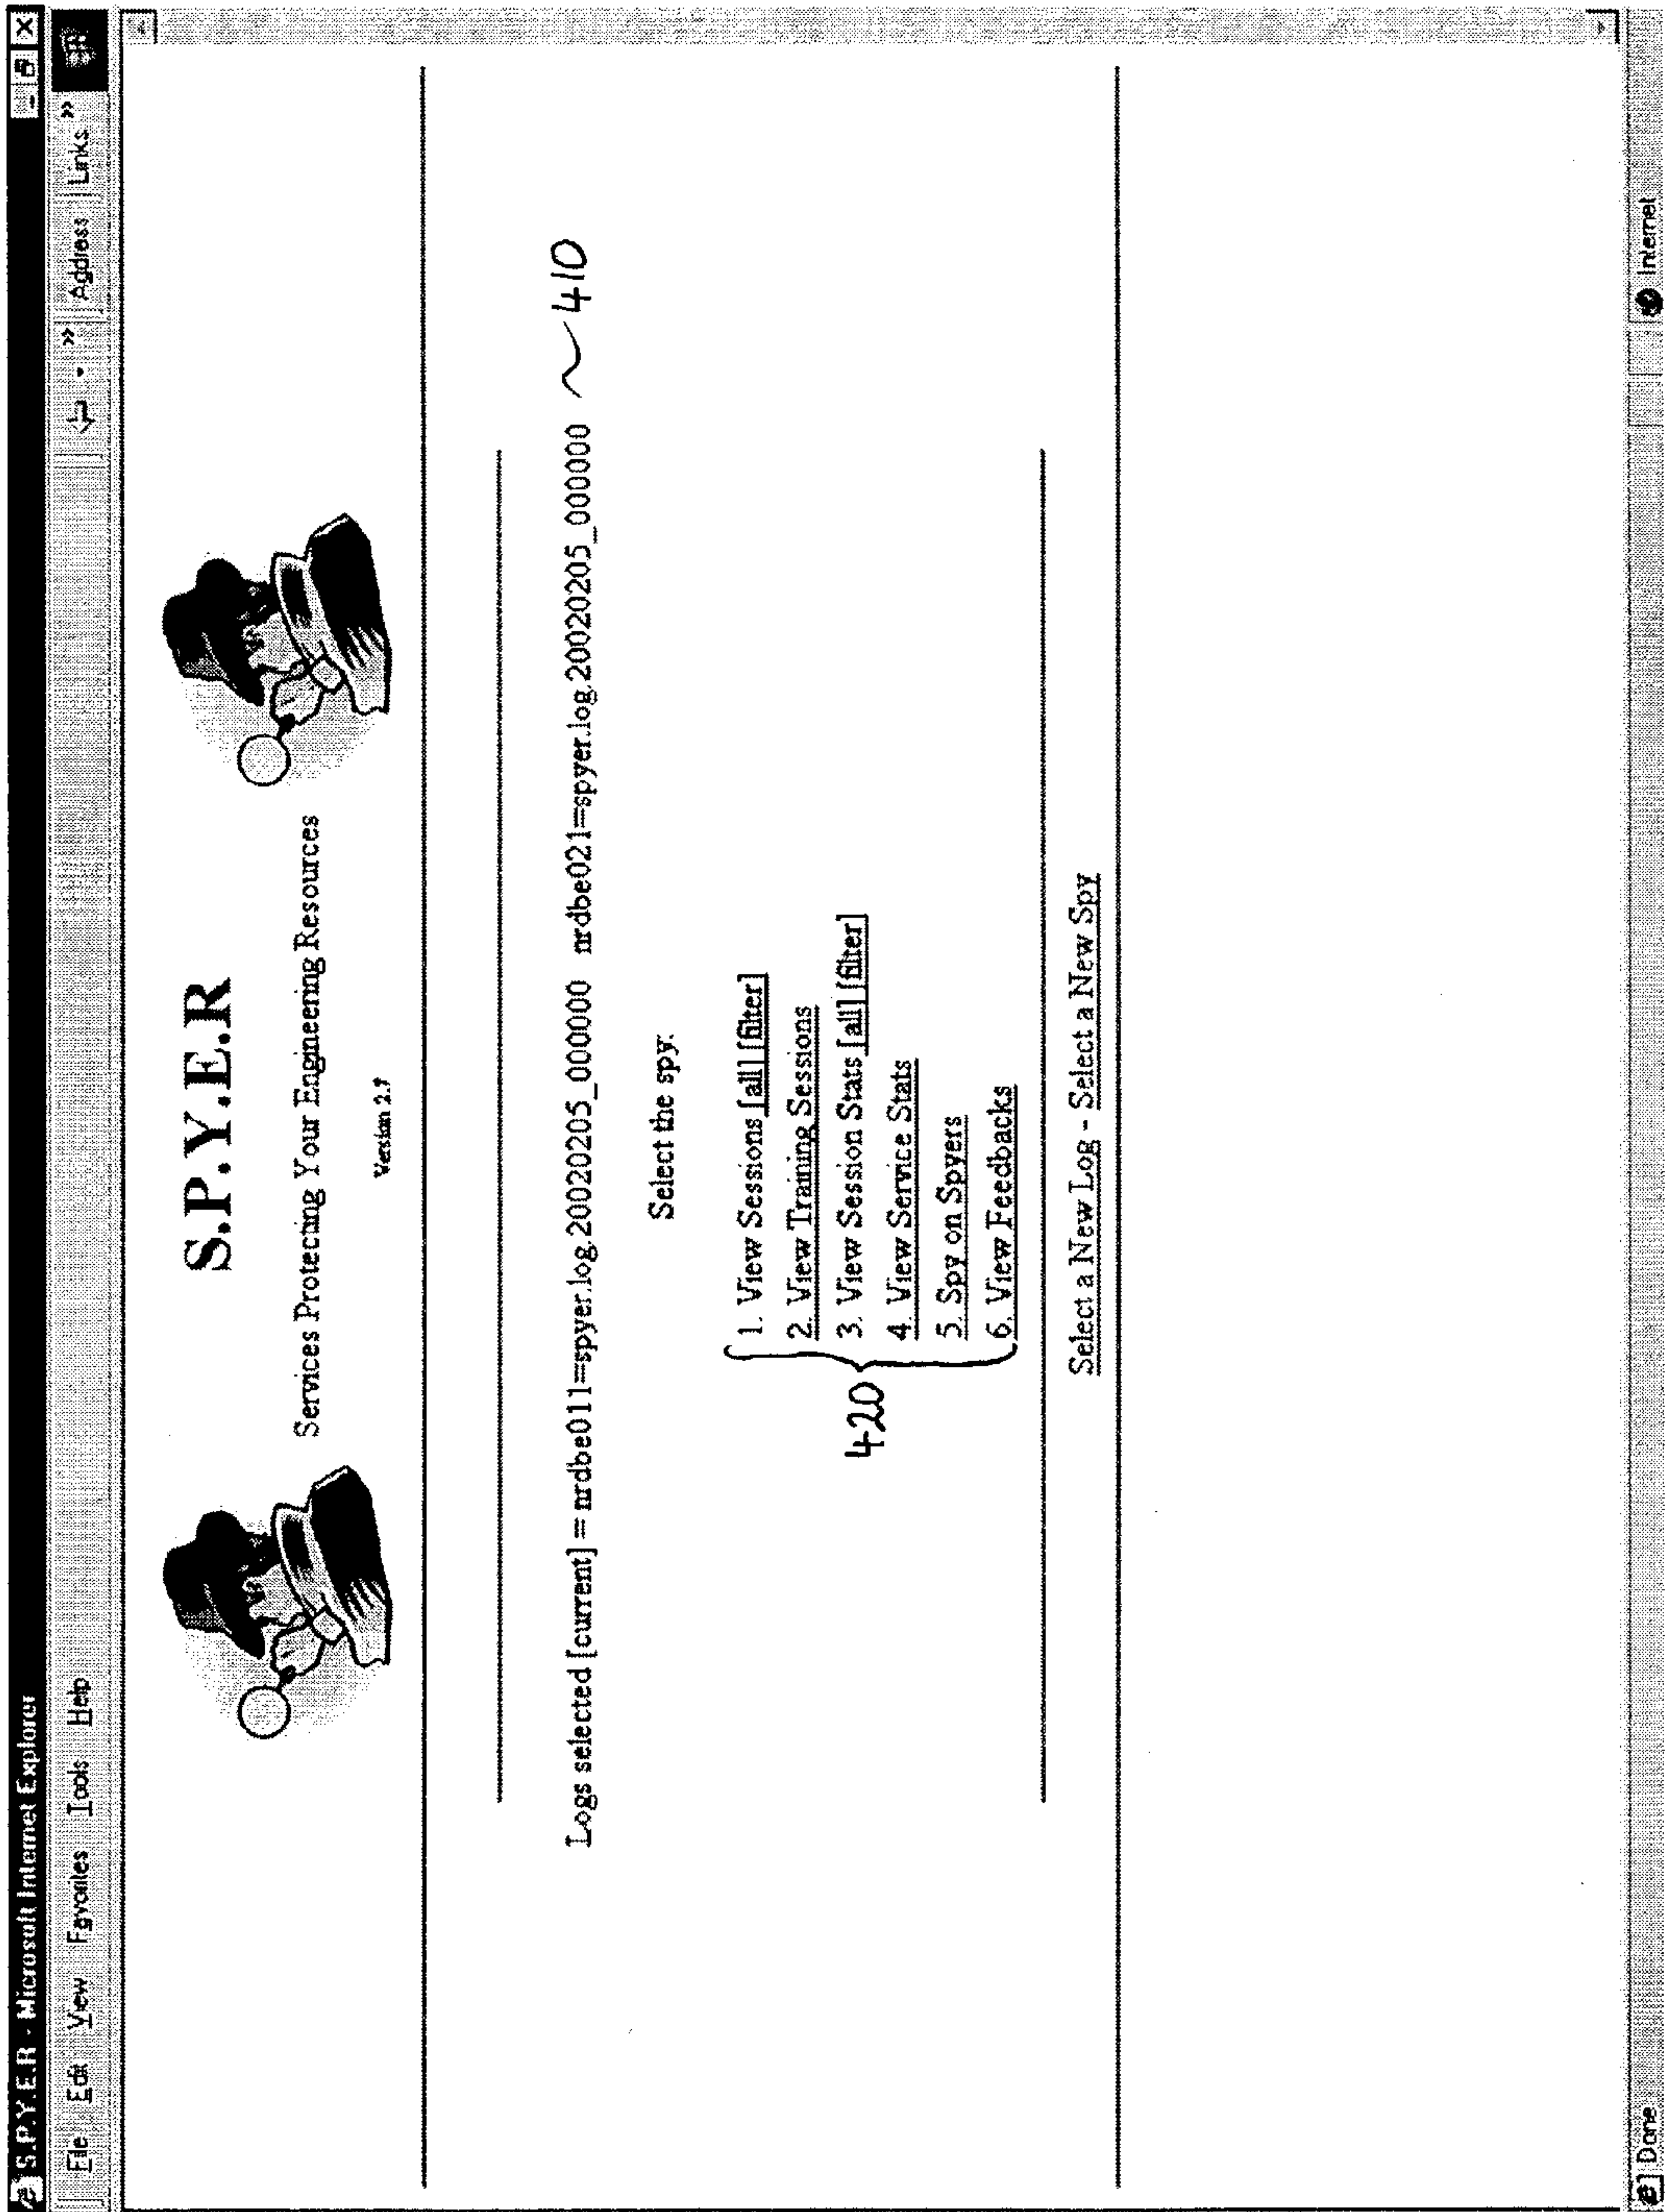 S.P.Y.E.R - Microsoft Internet Explorer
File Edit View Favorites Tools Help
Address Links »
S.P.Y.E.R
Services Protecting Your Engineering Resources
Version 2.7
Logs selected [current] = nrdbe011=spyer.log.20020205_000000 nrdbe021=spyer.log.20020205_000000
410
Select the spy:
420
1. View Sessions [all] [filter]
2. View Training Sessions
3. View Session Stats [all] [filter]
4. View Service Stats
5. Spy on Spyers
6. View Feedbacks
Select a New Log - Select a New Spy
Done
Internet